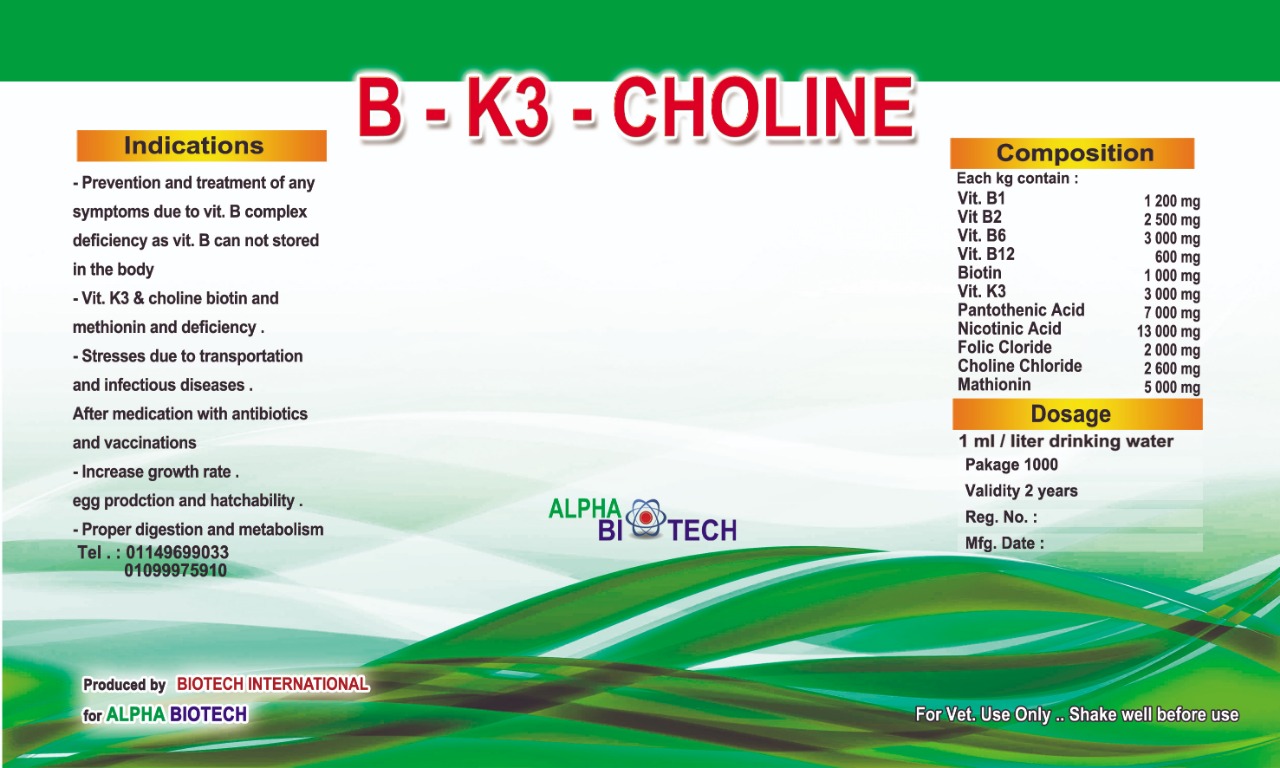 B - K3 - CHOLINE
Indications
- Prevention and treatment of any
symptoms due to vit. B complex
deficiency as vit. B can not stored
in the body
- Vit. K3 & choline biotin and
methionin and deficiency .
- Stresses due to transportation
and infectious diseases .
After medication with antibiotics
and vaccinations
- Increase growth rate .
egg prodction and hatchability .
- Proper digestion and metabolism
Tel . : 01149699033
01099975910
Produced by BIOTECH INTERNATIONAL
for ALPHA BIOTECH
ALPHA
BI TECH
Composition
Each kg contain :
Vit. B1 1 200 mg
Vit B2 2 500 mg
Vit. B6 3 000 mg
Vit. B12 600 mg
Biotin 1 000 mg
Vit. K3 3 000 mg
Pantothenic Acid 7 000 mg
Nicotinic Acid 13 000 mg
Folic Cloride 2 000 mg
Choline Chloride 2 600 mg
Mathionin 5 000 mg
Dosage
1 ml / liter drinking water
Pakage 1000
Validity 2 years
Reg. No. :
Mfg. Date :
For Vet. Use Only .. Shake well before use